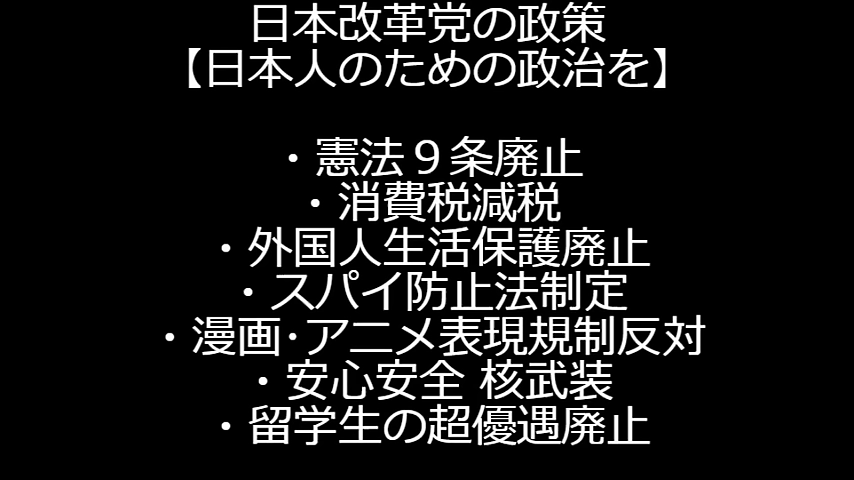 日本改革党の政策
【日本人のための政治を】
・憲法９条廃止
・消費税減税
・外国人生活保護廃止
・スパイ防止法制定
・漫画･アニメ表現規制反対
・安心安全 核武装
・留学生の超優遇廃止